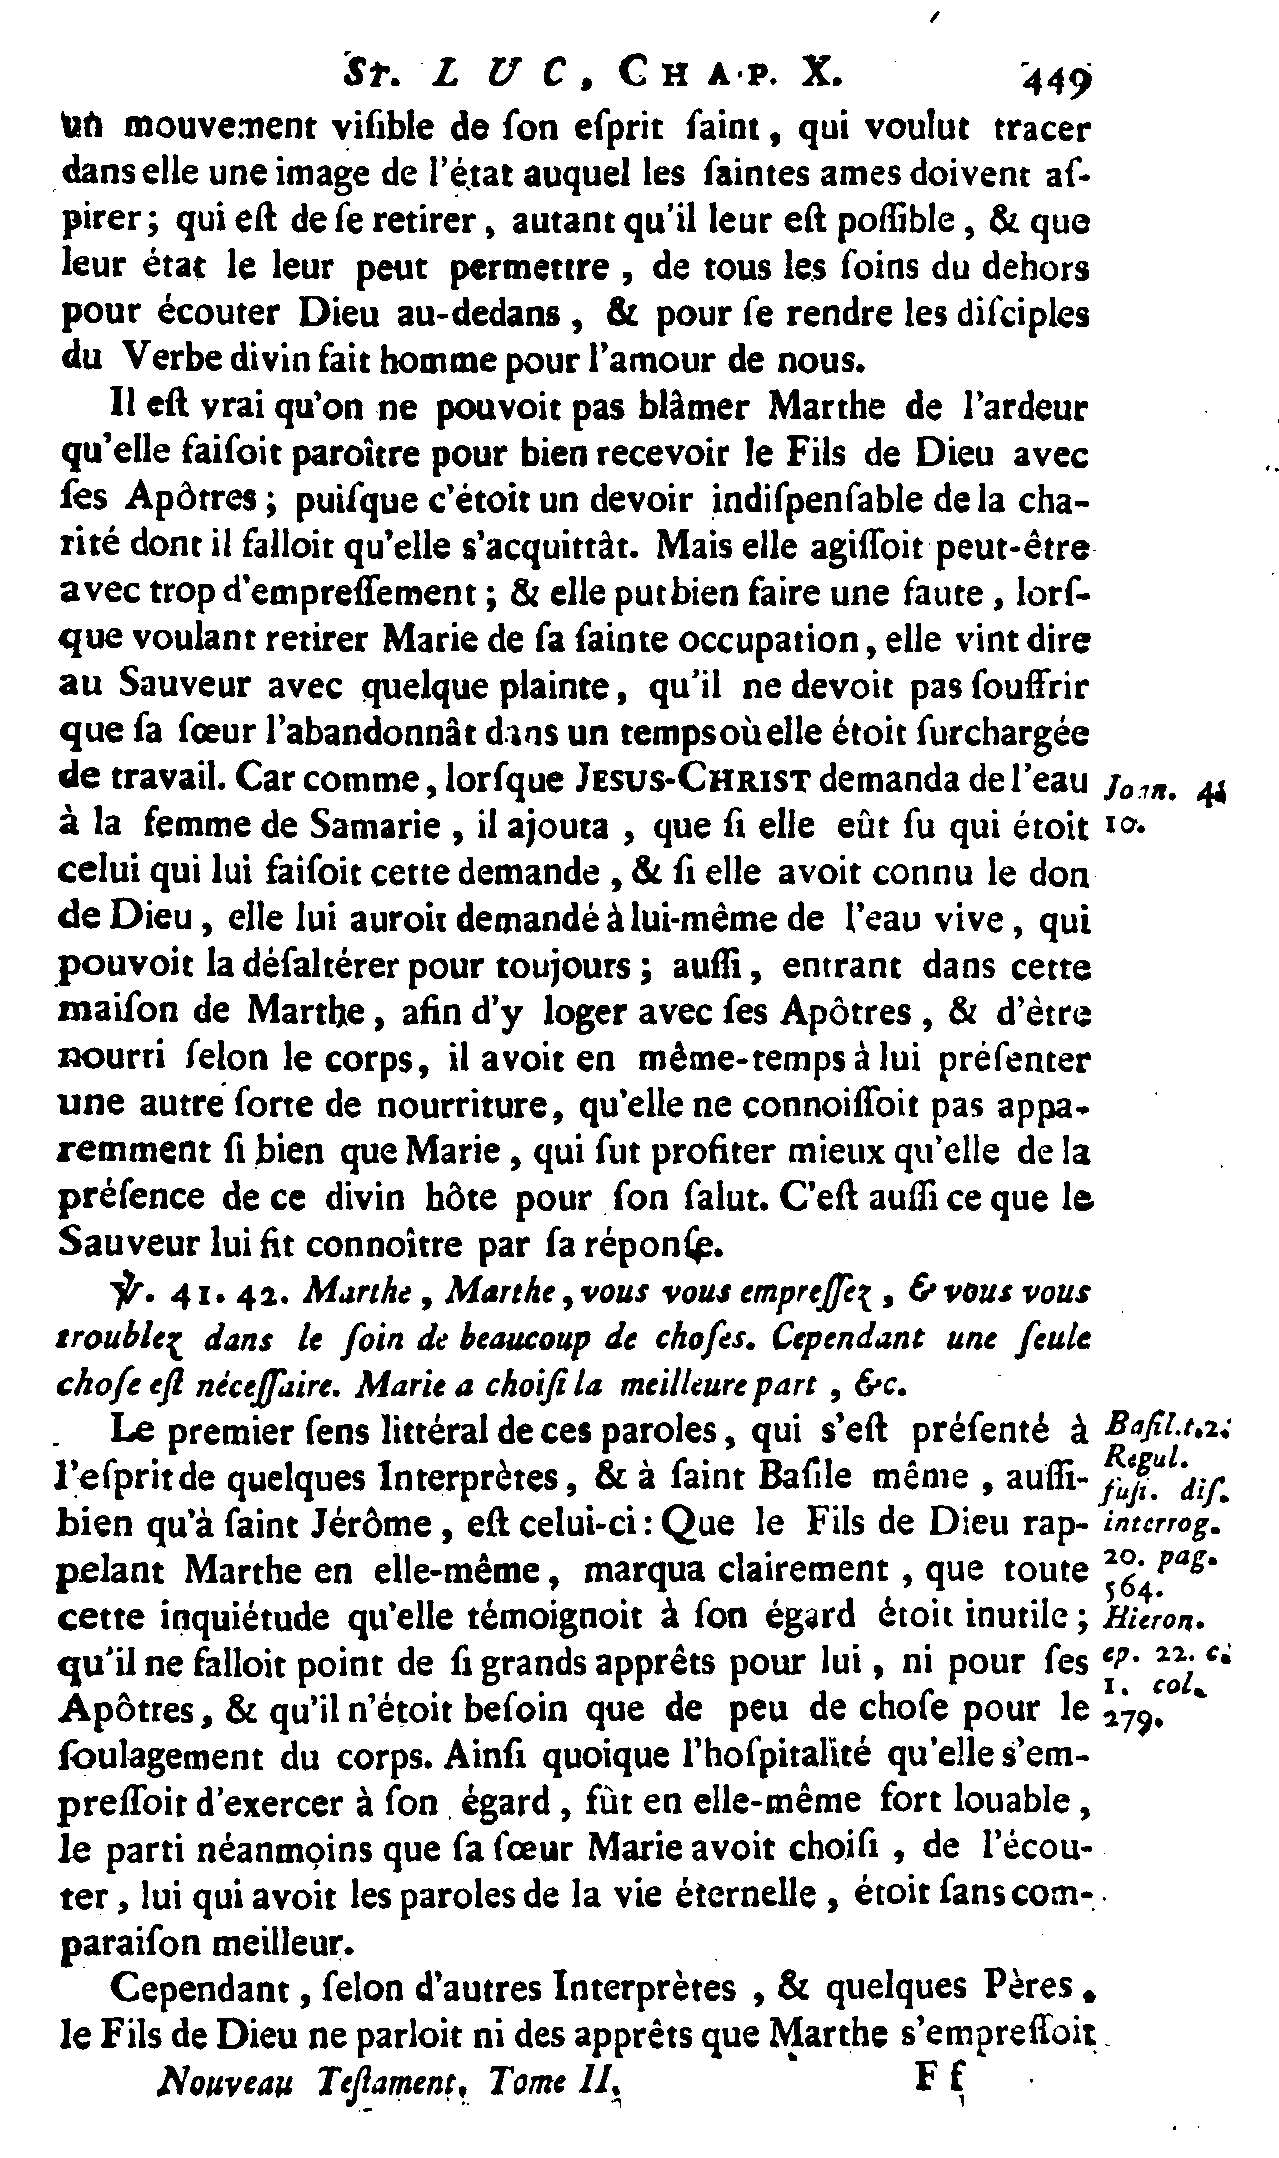 St. LUC, CHAP. X. 449
un mouvement viſible de ſon eſprit ſaint, qui voulut tracer
dans elle une image de l'état auquel les ſaintes ames doivent aſ-
pirer; qui eſt de ſe retirer, autant qu'il leur eſt poſſible, & que
leur état le leur peut permettre, de tous les ſoins du dehors
pour écouter Dieu au-dedans, & pour ſe rendre les diſciples
du Verbe divin fait homme pour l'amour de nous.
Il eſt vrai qu'on ne pouvoit pas blâmer Marthe de l'ardeur
qu'elle faiſoit paroître pour bien recevoir le Fils de Dieu avec
ſes Apôtres; puiſque c'étoit un devoir indiſpenſable de la cha-
rité dont il falloit qu'elle s'acquittât. Mais elle agiſſoit peut-être
avec trop d'empreſſement; & elle put bien faire une faute, lorſ-
que voulant retirer Marie de ſa ſainte occupation, elle vint dire
au Sauveur avec quelque plainte, qu'il ne devoit pas ſouffrir
que ſa ſœur l'abandonnât dans un temps où elle étoit ſurchargée
de travail. Car comme, lorſque JESUS-CHRIST demanda de l'eau
à la femme de Samarie, il ajouta, que ſi elle eût ſu qui étoit
celui qui lui faiſoit cette demande, & ſi elle avoit connu le don
de Dieu, elle lui auroit demandé à lui-même de l'eau vive, qui
pouvoit la déſaltérer pour toujours; auſſi, entrant dans cette
maiſon de Marthe, afin d'y loger avec ſes Apôtres, & d'être
nourri ſelon le corps, il avoit en même-temps à lui préſenter
une autre ſorte de nourriture, qu'elle ne connoiſſoit pas appa-
remment ſi bien que Marie, qui ſut profiter mieux qu'elle de la
préſence de ce divin hôte pour ſon ſalut. C'eſt auſſi ce que le
Sauveur lui fit connoître par ſa réponſe.
℣. 41. 42. Marthe, Marthe, vous vous empreſſez, & vous vous
troublez dans le ſoin de beaucoup de choſes. Cependant une ſeule
choſe eſt néceſſaire. Marie a choiſi la meilleure part, &c.
Le premier ſens littéral de ces paroles, qui s'eſt préſenté à
l'eſprit de quelques Interprètes, & à ſaint Baſile même, auſſi-
bien qu'à ſaint Jérôme, eſt celui-ci: Que le Fils de Dieu rap-
pelant Marthe en elle-même, marqua clairement, que toute
cette inquiétude qu'elle témoignoit à ſon égard étoit inutile;
qu'il ne falloit point de ſi grands apprêts pour lui, ni pour ſes
Apôtres, & qu'il n'étoit beſoin que de peu de choſe pour le
ſoulagement du corps. Ainſi quoique l'hoſpitalité qu'elle s'em-
preſſoit d'exercer à ſon égard, fût en elle-même fort louable,
le parti néanmoins que ſa ſœur Marie avoit choiſi, de l'écou-
ter, lui qui avoit les paroles de la vie éternelle, étoit ſans com-
paraiſon meilleur.
Cependant, ſelon d'autres Interprètes, & quelques Pères,
le Fils de Dieu ne parloit ni des apprêts que Marthe s'empreſſoit
Nouveau Teſtament, Tome II. Ff
Joan. 4.
10.
Baſil. t. 2.
Regul.
fuſi. diſ.
interrog.
20. pag.
564.
Hieron.
ep. 22. c.
1. col.
279.